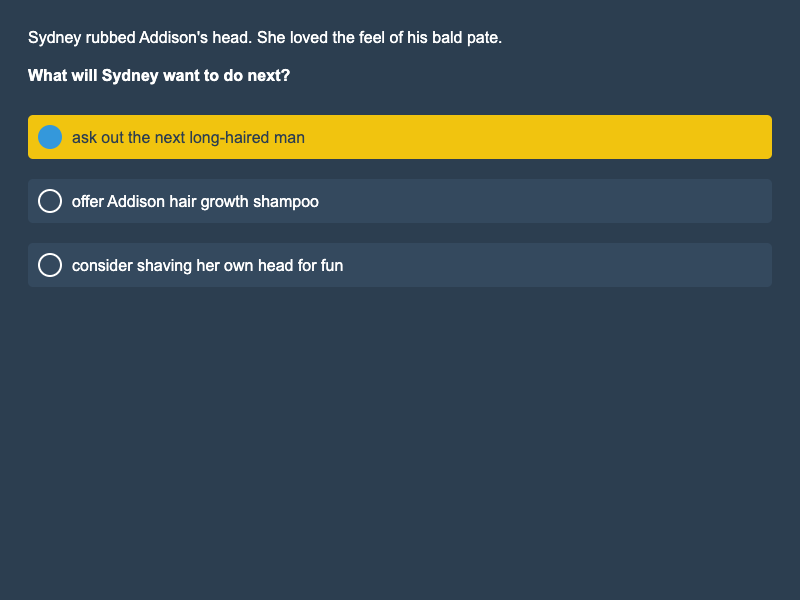 Sydney rubbed Addison's head. She loved the feel of his bald pate.
What will Sydney want to do next?
ask out the next long-haired man
offer Addison hair growth shampoo
consider shaving her own head for fun